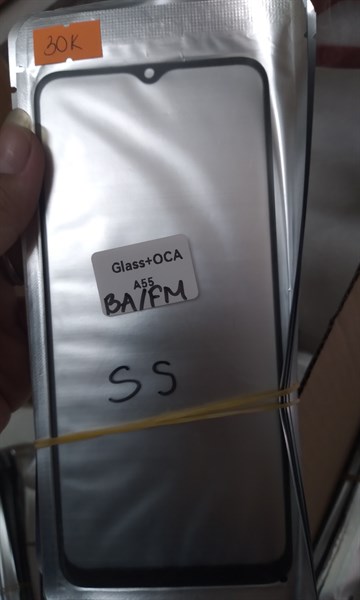 30K
Glass+OCA
A55
BA/FM
SS